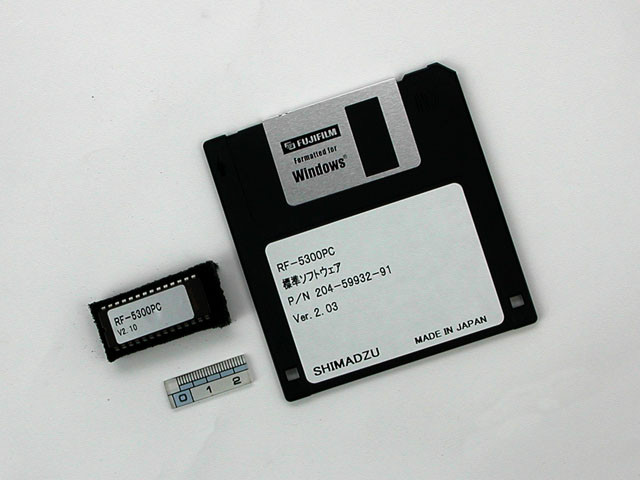 FUJIFILM
Formatted for
Windows®
RF-5300PC
標準ソフトウェア
P/N 204-59932-91
Ver.2.03
SHIMADZU
MADE IN JAPAN
RF-5300PC
V2.10
0 1 2